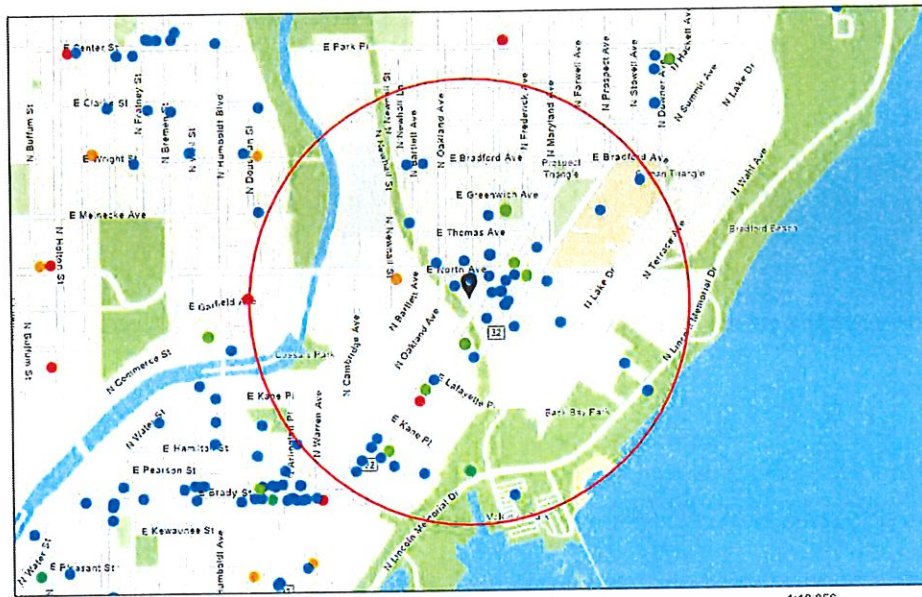 E Center St
E Park Pl
N Hackett Ave
N Downer Ave
N Stowell Ave
N Prospect Ave
N Farwell Ave
N Summit Ave
N Lake Dr
N Frederick Ave
N Maryland Ave
E Clarke St
N Buffum St
N Fratney St
N Bremen St
N Humboldt Blvd
N Newhall St
N Newhall Ln
N Bartlett Ave
N Oakland Ave
E Wright St
E Bradford Ave
Prospect
Triangle
E Bradford Ave
Triangle
N Wahl Ave
E Meinecke Ave
N Newhall St
E Greenwich Ave
E Thomas Ave
Bradford Beach
N Holton St
N Newhall St
E North Ave
N Terrace Ave
N Lake Dr
E Garfield Ave
N Bartlett Ave
N Lincoln Memorial Dr
32
N Oakland Ave
N Cambridge Ave
N Commerce St
E Lafayette Pl
E Kane Pl
N Water St
N Arlington Pl
N Warren Ave
E Kane Pl
Back Bay Park
E Hamilton St
E Pearson St
E Brady St
N Lincoln Memorial Dr
E Kewaunee St
N Water St
E Pleasant St